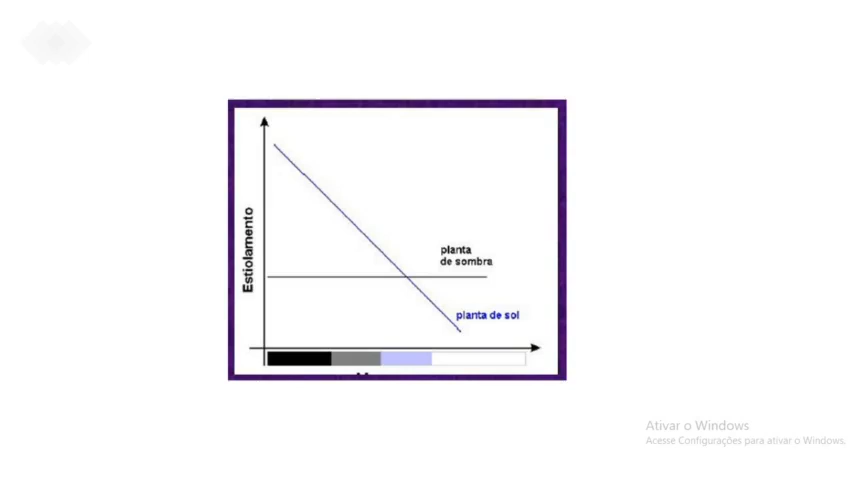 Estiolamento
planta
de sombra
planta de sol
Ativar o Windows
Acesse Configurações para ativar o Windows.